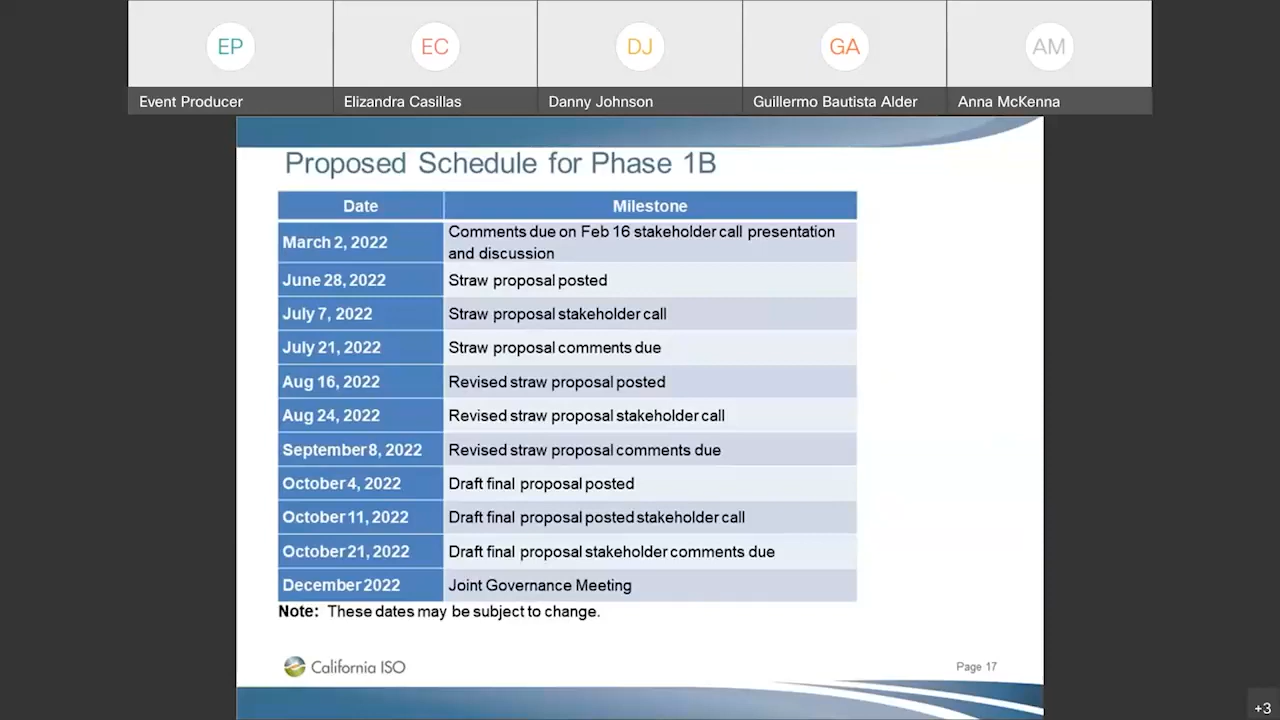 EP
EC
DJ
GA
AM
Event Producer
Elizandra Casillas
Danny Johnson
Guillermo Bautista Alder
Anna McKenna
Proposed Schedule for Phase 1B
Date Milestone
March 2, 2022 Comments due on Feb 16 stakeholder call presentation
and discussion
June 28, 2022 Straw proposal posted
July 7, 2022 Straw proposal stakeholder call
July 21, 2022 Straw proposal comments due
Aug 16, 2022 Revised straw proposal posted
Aug 24, 2022 Revised straw proposal stakeholder call
September 8, 2022 Revised straw proposal comments due
October 4, 2022 Draft final proposal posted
October 11, 2022 Draft final proposal posted stakeholder call
October 21, 2022 Draft final proposal stakeholder comments due
December 2022 Joint Governance Meeting
Note: These dates may be subject to change.
California ISO
Page 17
+3